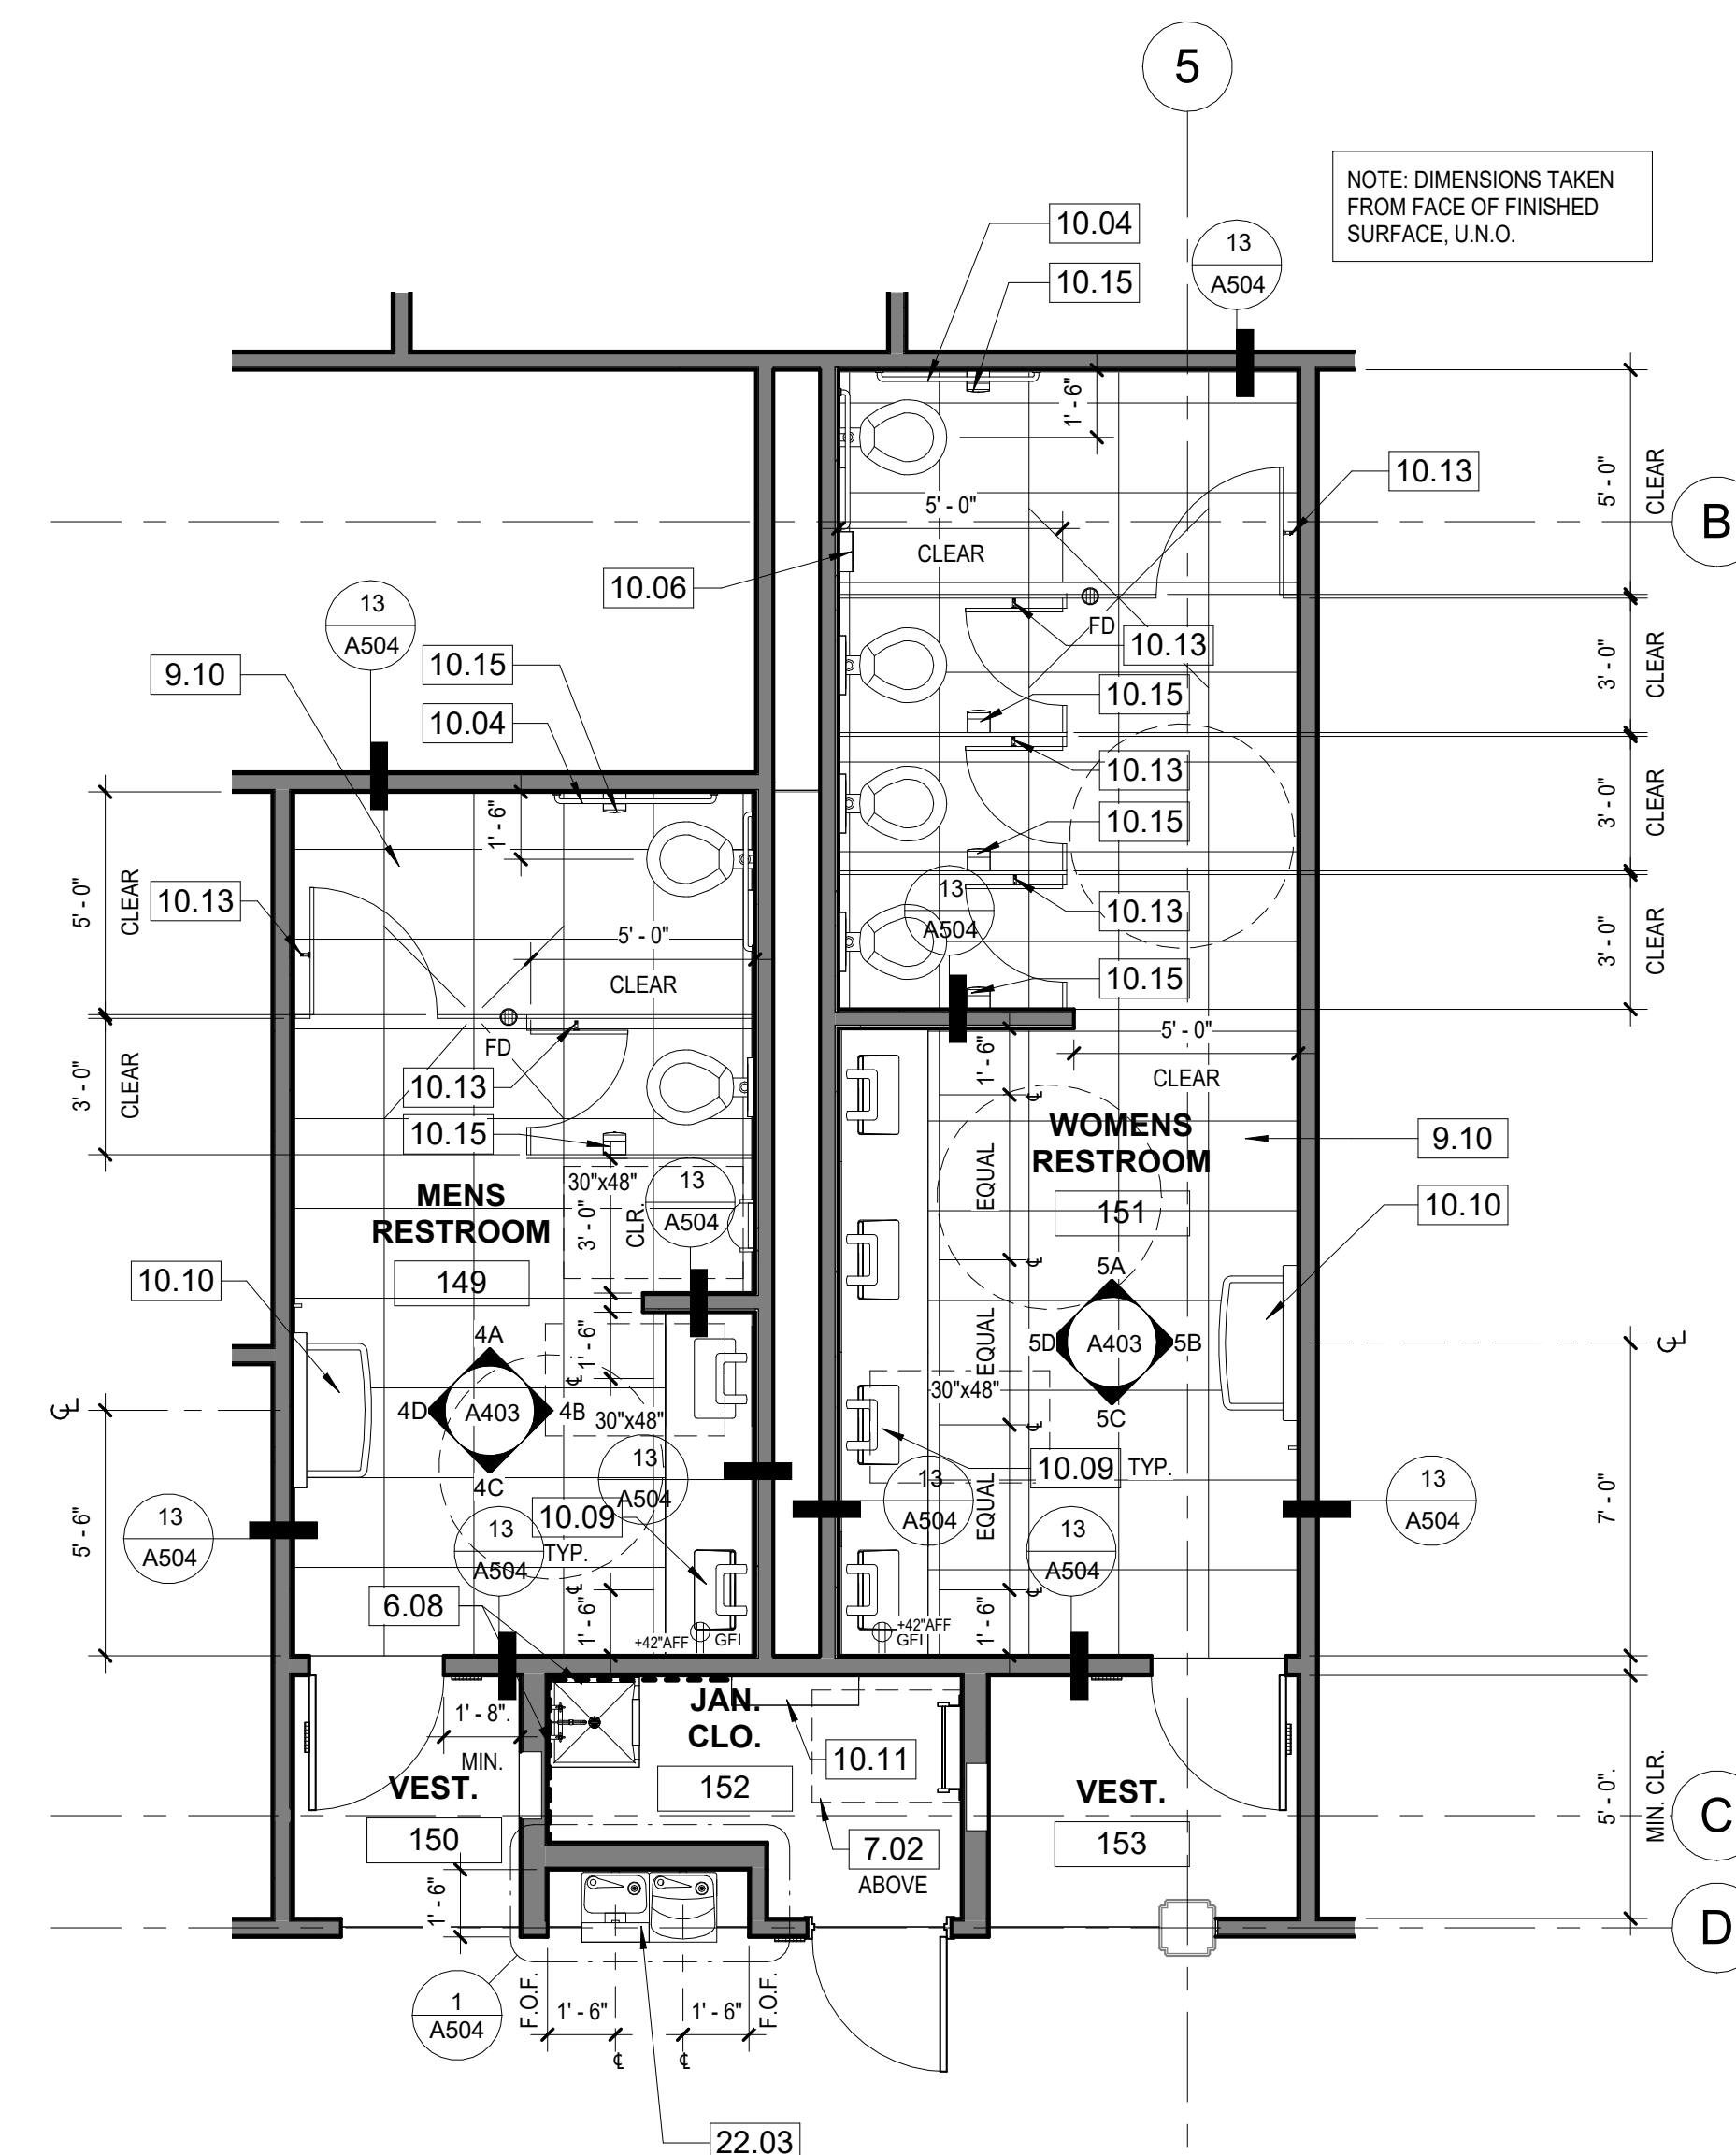 5
NOTE: DIMENSIONS TAKEN
FROM FACE OF FINISHED
SURFACE, U.N.O.
10.04
10.15
13
A504
1' - 6"
10.13
5' - 0"
CLEAR
B
5' - 0"
CLEAR
10.06
FD
10.13
3' - 0"
CLEAR
13
A504
9.10
10.15
10.04
10.15
10.13
3' - 0"
CLEAR
10.15
1' - 6"
5' - 0"
CLEAR
10.13
13
A504
10.13
3' - 0"
CLEAR
5' - 0"
CLEAR
10.15
FD
10.13
10.15
3' - 0"
CLEAR
1' - 6"
5' - 0"
CLEAR
WOMENS
RESTROOM
151
9.10
10.10
EQUAL
30"x48"
3' - 0"
CLR.
13
A504
MENS
RESTROOM
149
10.10
4A
4D
A403
4B
4C
1' - 6"
℄
30"x48"
13
A504
5A
5D
A403
5B
5C
EQUAL
30"x48"
10.09
TYP.
℄
℄
℄
℄
℄
7' - 0"
℄
5' - 6"
13
A504
13
A504
10.09
TYP.
6.08
℄
1' - 6"
+42"AFF
GFI
13
A504
EQUAL
13
A504
13
A504
+42"AFF
GFI
1' - 6"
1' - 8".
MIN.
VEST.
150
JAN.
CLO.
152
10.11
7.02
ABOVE
VEST.
153
5' - 0".
MIN. CLR.
C
D
1' - 6"
1
A504
F.O.F.
1' - 6"
1' - 6"
F.O.F.
℄
℄
22.03